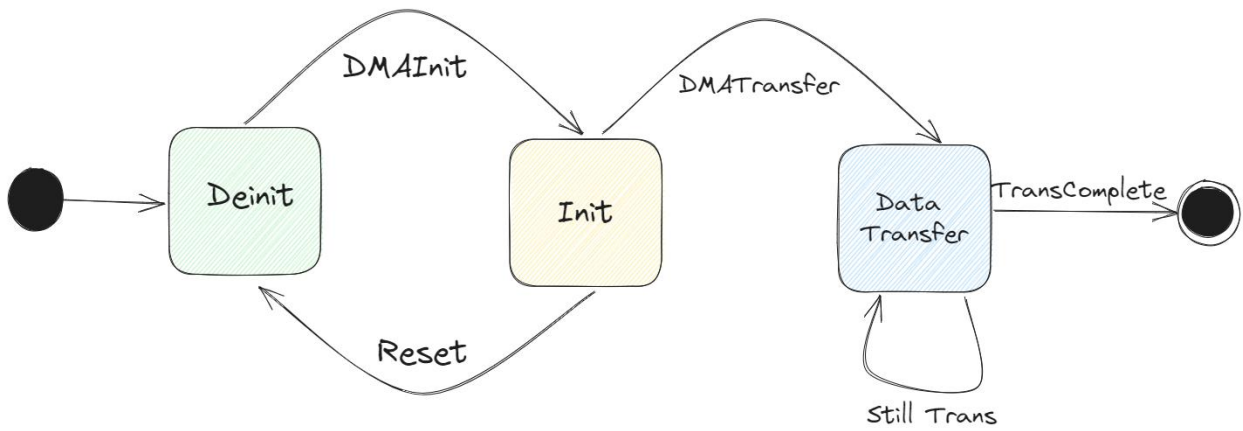 DMAInit
DMATransfer
Deinit
Init
Data
Transfer
TransComplete
Reset
Still Trans